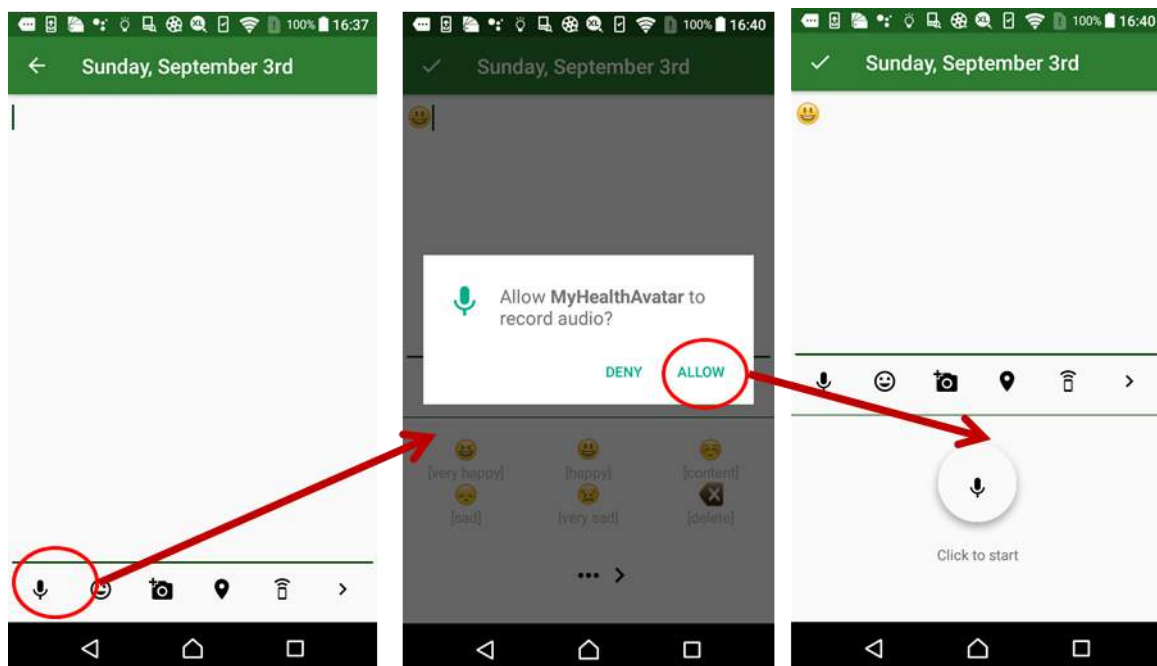 100% 16:37
Sunday, September 3rd
100% 16:40
Sunday, September 3rd
Allow MyHealthAvatar to
record audio?
DENY ALLOW
[very happy] [happy] [content]
[sad] [very sad] [delete]
XL 100% 16:40
Sunday, September 3rd
Click to start